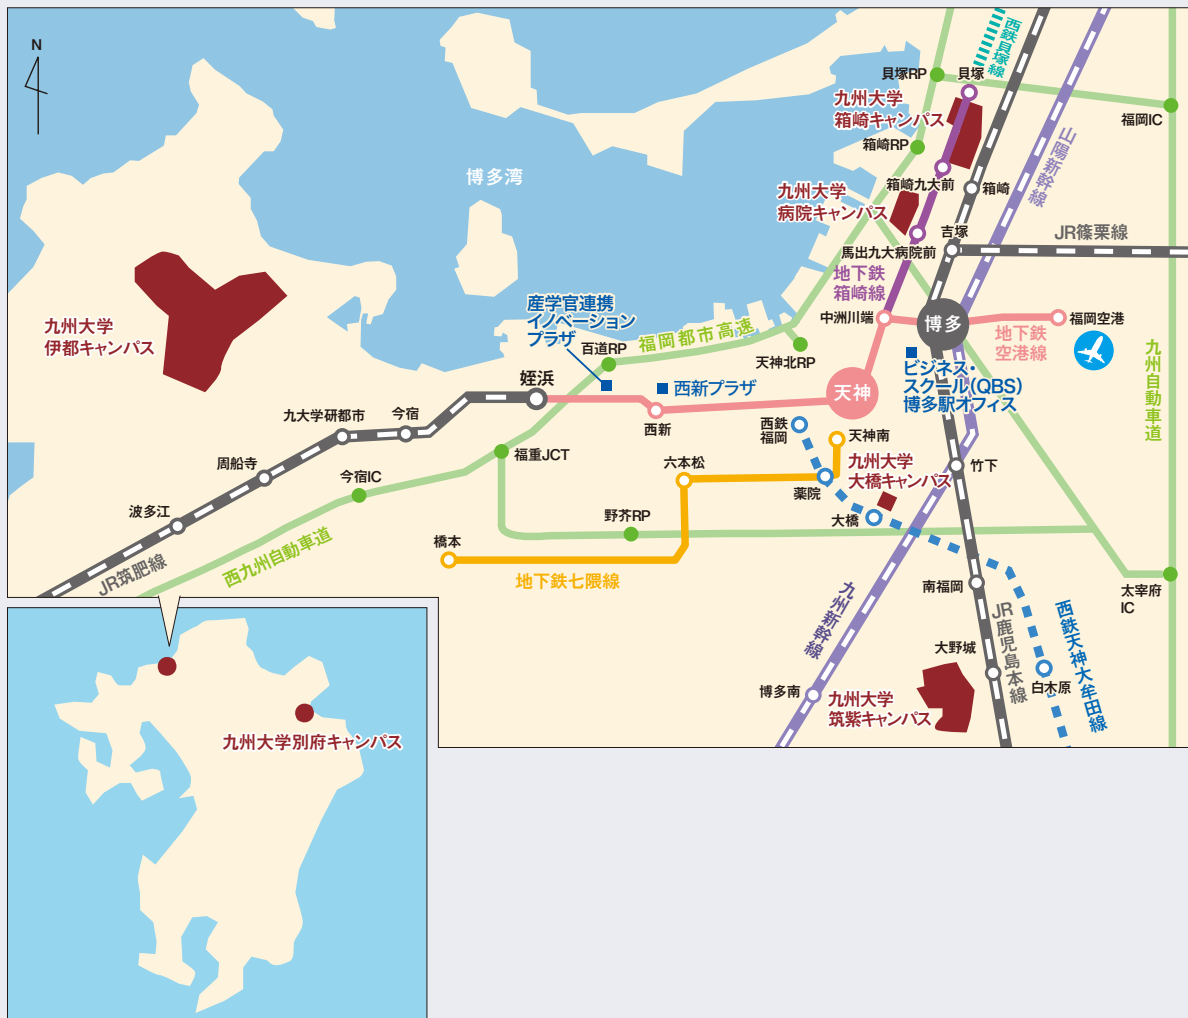 N
西鉄貝塚線
貝塚RP
貝塚
九州大学
箱崎キャンパス
福岡IC
箱崎RP
山陽新幹線
博多湾
箱崎九大前
箱崎
九州大学
病院キャンパス
吉塚
JR篠栗線
馬出九大病院前
地下鉄
箱崎線
産学官連携
イノベーション
プラザ
九州大学
伊都キャンパス
福岡都市高速
中洲川端
博多
福岡空港
地下鉄
空港線
百道RP
天神北RP
九州自動車道
ビジネス・
スクール(QBS)
博多駅オフィス
姪浜
西新プラザ
天神
九大学研都市
今宿
西新
西鉄
福岡
天神南
周船寺
今宿IC
福重JCT
六本松
九州大学
大橋キャンパス
竹下
薬院
波多江
野芥RP
大橋
橋本
西九州自動車道
JR筑肥線
地下鉄七隈線
九州新幹線
南福岡
太宰府
IC
JR鹿児島本線
西鉄天神大牟田線
大野城
白木原
博多南
九州大学
筑紫キャンパス
九州大学別府キャンパス